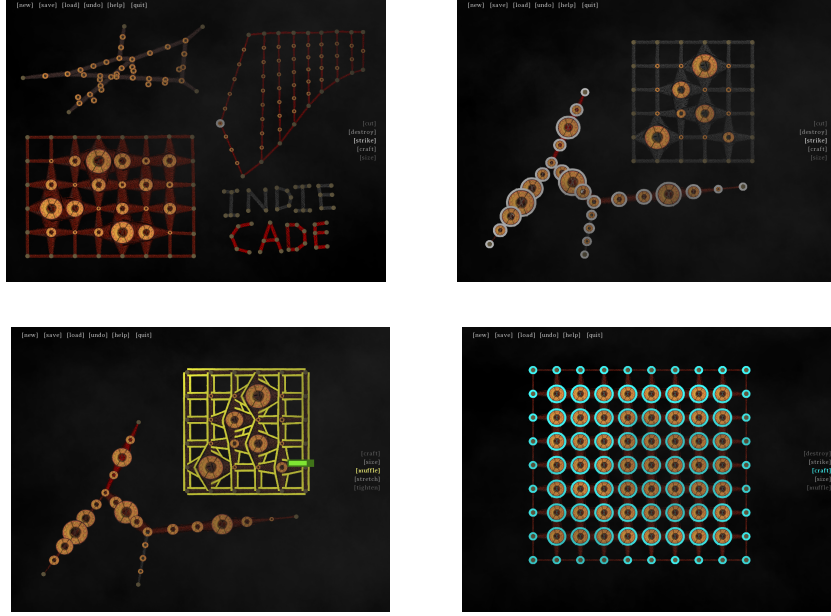 [new] [save] [load] [undo] [help] [quit]
[cut]
[destroy]
[strike]
[craft]
[size]
INDIE
CADE
[new] [save] [load] [undo] [help] [quit]
[cut]
[destroy]
[strike]
[craft]
[size]
[new] [save] [load] [undo] [help] [quit]
[craft]
[size]
[muffle]
[stretch]
[tighten]
[new] [save] [load] [undo] [help] [quit]
[destroy]
[strike]
[craft]
[size]
[muffle]